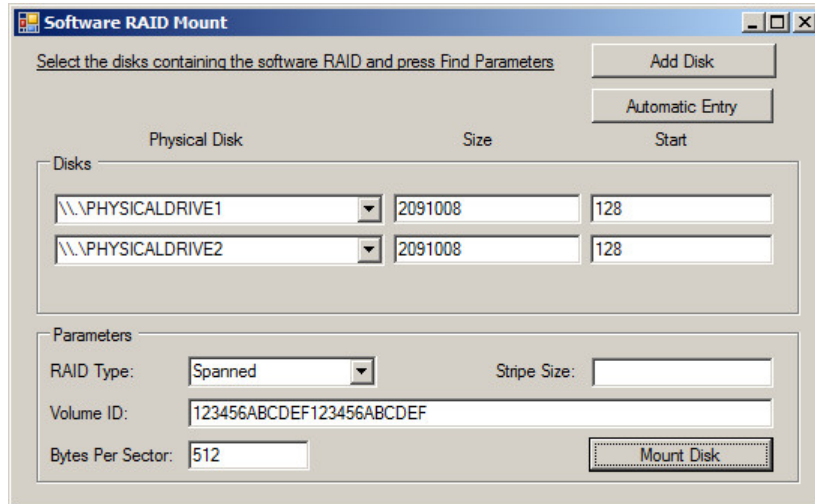 Software RAID Mount
Select the disks containing the software RAID and press Find Parameters
Add Disk
Automatic Entry
Physical Disk Size Start
Disks
\\.\PHYSICALDRIVE1 2091008 128
\\.\PHYSICALDRIVE2 2091008 128
Parameters
RAID Type: Spanned Stripe Size:
Volume ID: 123456ABCDEF123456ABCDEF
Bytes Per Sector: 512 Mount Disk